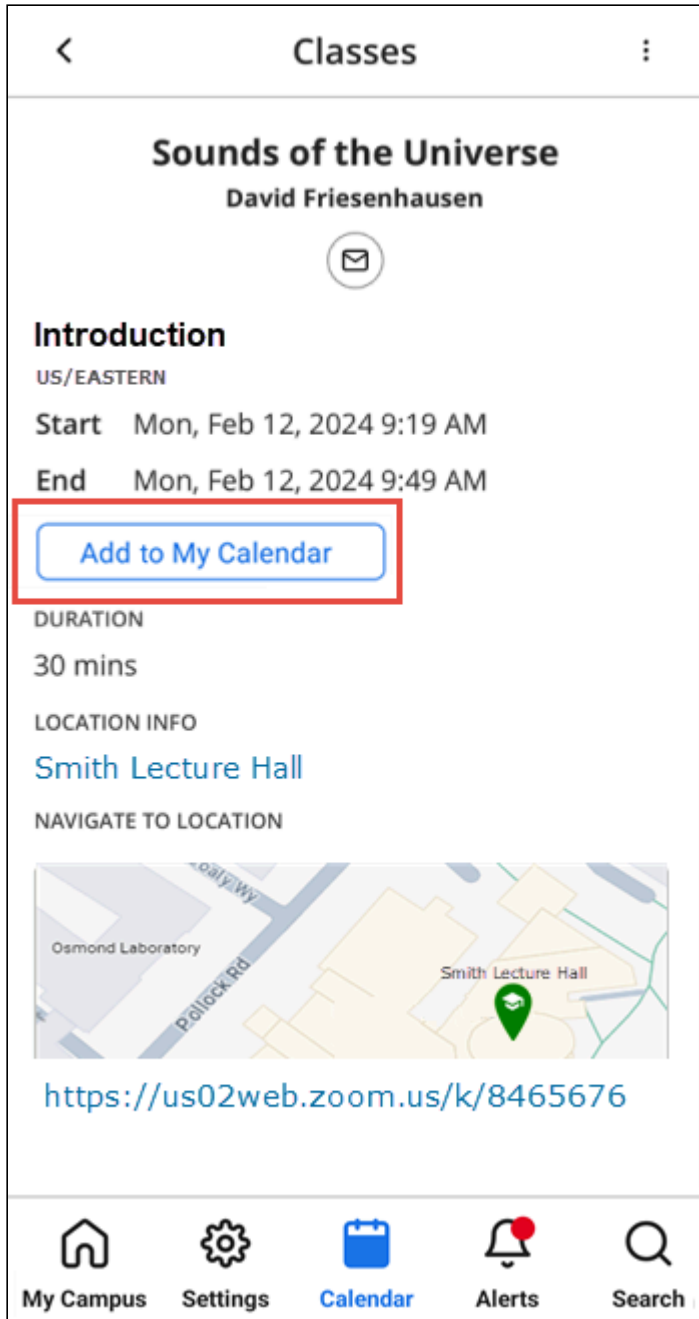 Classes
Sounds of the Universe
David Friesenhausen
Introduction
US/EASTERN
Start Mon, Feb 12, 2024 9:19 AM
End Mon, Feb 12, 2024 9:49 AM
Add to My Calendar
DURATION
30 mins
LOCATION INFO
Smith Lecture Hall
NAVIGATE TO LOCATION
oaly Wy
Osmond Laboratory
Pollock Rd
Smith Lecture Hall
https://us02web.zoom.us/k/8465676
My Campus Settings Calendar Alerts Search